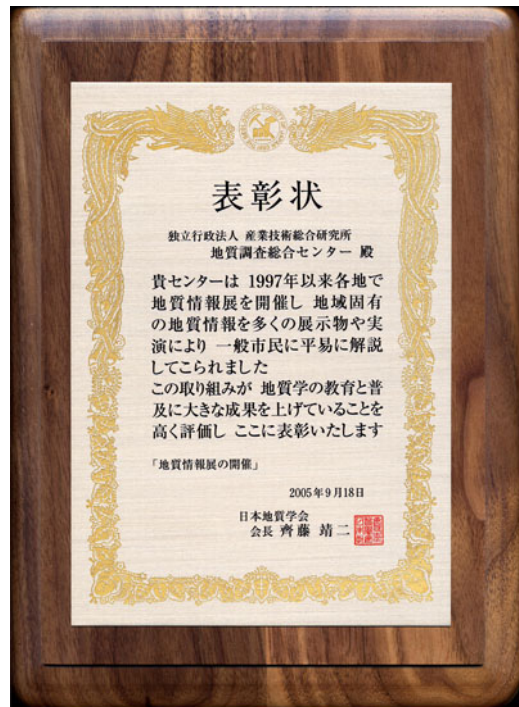 表彰状
独立行政法人 産業技術総合研究所
地質調査総合センター 殿
貴センターは 1997年以来各地で
地質情報展を開催し 地域固有
の地質情報を多くの展示物や実
演により 一般市民に平易に解説
してこられました
この取り組みが 地質学の教育と普
及に大きな成果を上げていることを
高く評価し ここに表彰いたします
「地質情報展の開催」
2005年9月18日
日本地質学会
会長 齊藤 靖二